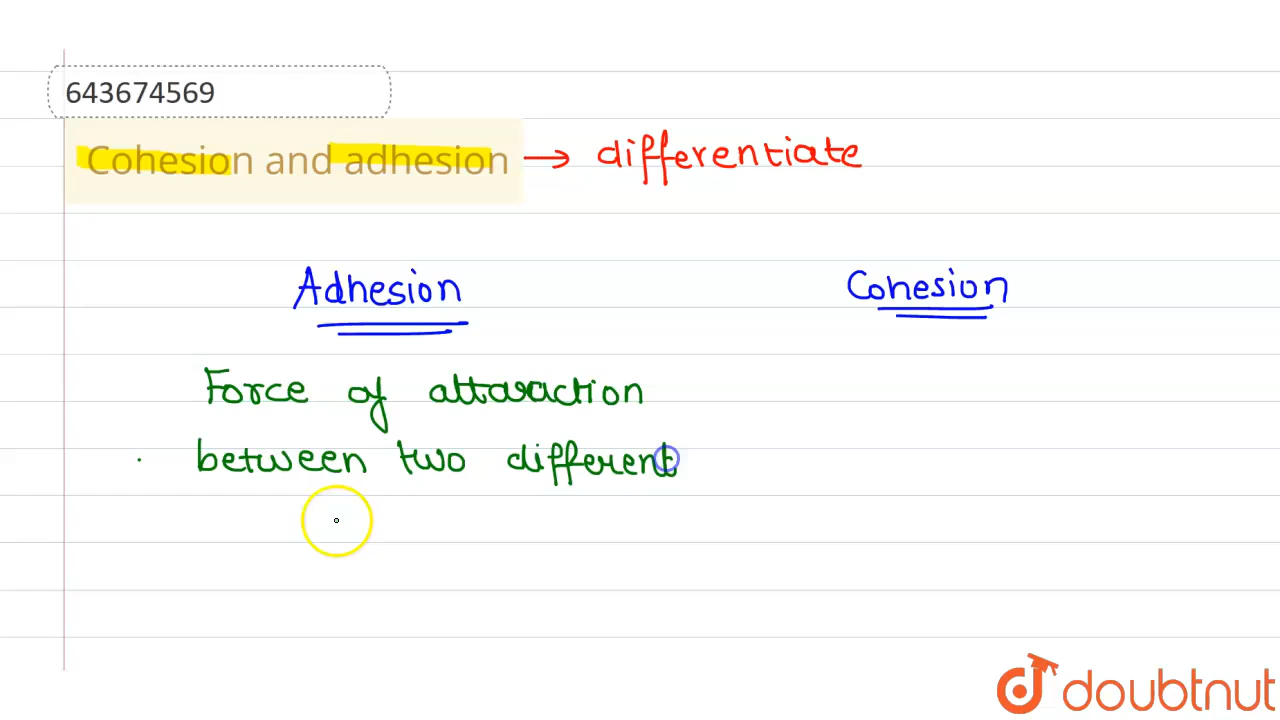 643674569
Cohesion and adhesion → differentiate
Adhesion Cohesion
Force of attraction
between two different
doubtnut